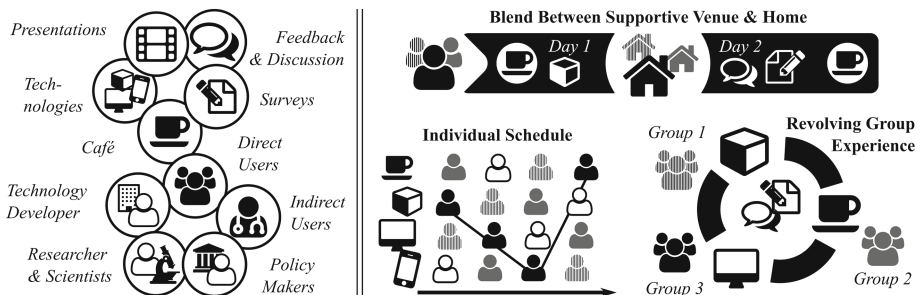 Presentations
Feedback
& Discussion
Tech-
nologies
Surveys
Café
Direct
Users
Technology
Developer
Indirect
Users
Researcher
& Scientists
Policy
Makers
Blend Between Supportive Venue & Home
Day 1
Day 2
Individual Schedule
Revolving Group
Experience
Group 1
Group 2
Group 3